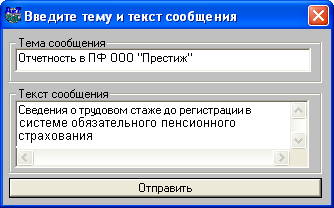 Введите тему и текст сообщения
Тема сообщения
Отчетность в ПФ ООО "Престиж"
Текст сообщения
Сведения о трудовом стаже до регистрации в
системе обязательного пенсионного
страхования
Отправить